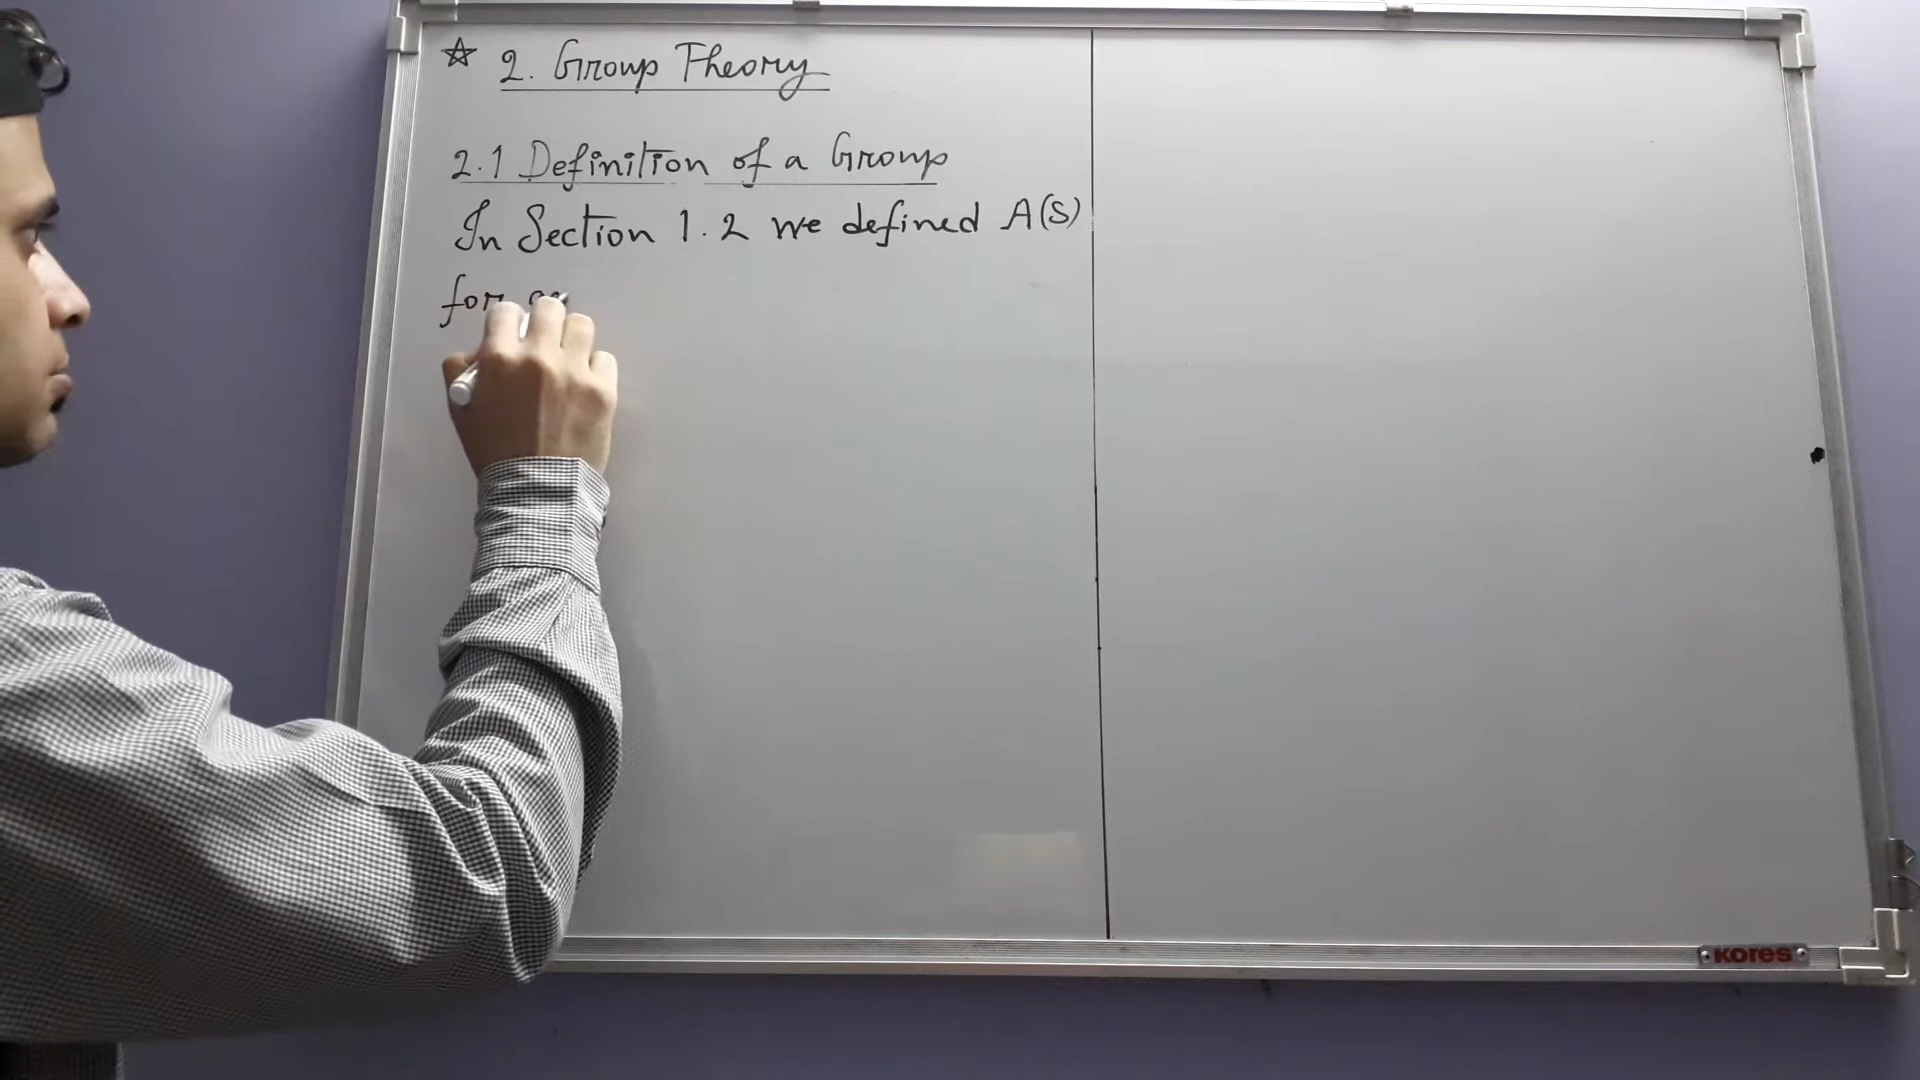 ☆ 2. Group Theory
2.1 Definition of a Group
In Section 1.2 we defined A(S)
for
KORES